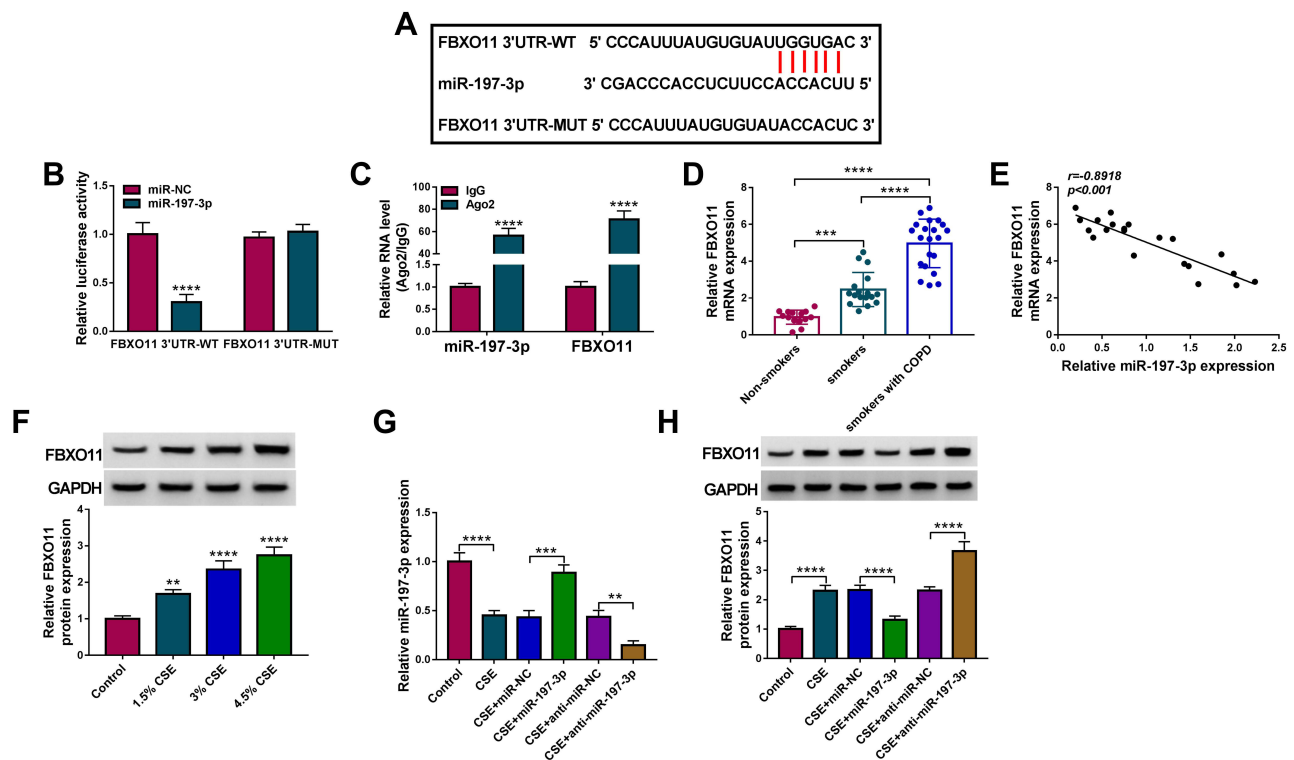 A
FBXO11 3'UTR-WT 5' CCCAUUUAUGUGUAUUGGUGAC 3'
miR-197-3p 3' CGACCCACCUCUUCCACCACUU 5'
FBXO11 3'UTR-MUT 5' CCCAUUUAUGUGUAUACCACUC 3'
B
Relative luciferase activity
1.5
1.0
0.5
0.0
miR-NC
miR-197-3p
****
FBXO11 3'UTR-WT FBXO11 3'UTR-MUT
C
Relative RNA level
(Ago2/IgG)
100
80
60
40
1.5
1.0
0.5
0.0
IgG
Ago2
****
****
miR-197-3p FBXO11
D
Relative FBXO11
mRNA expression
8
6
4
2
0
****
****
***
Non-smokers
smokers
smokers with COPD
E
r=-0.8918
p<0.001
Relative FBXO11
mRNA expression
8
6
4
2
0
0.0 0.5 1.0 1.5 2.0 2.5
Relative miR-197-3p expression
F
FBXO11
GAPDH
Relative FBXO11
protein expression
4
3
2
1
0
**
****
****
Control
1.5% CSE
3% CSE
4.5% CSE
G
Relative miR-197-3p expression
1.5
1.0
0.5
0.0
****
***
**
Control
CSE
CSE+miR-NC
CSE+miR-197-3p
CSE+anti-miR-NC
CSE+anti-miR-197-3p
H
FBXO11
GAPDH
Relative FBXO11
protein expression
5
4
3
2
1
0
****
****
****
Control
CSE
CSE+miR-NC
CSE+miR-197-3p
CSE+anti-miR-NC
CSE+anti-miR-197-3p